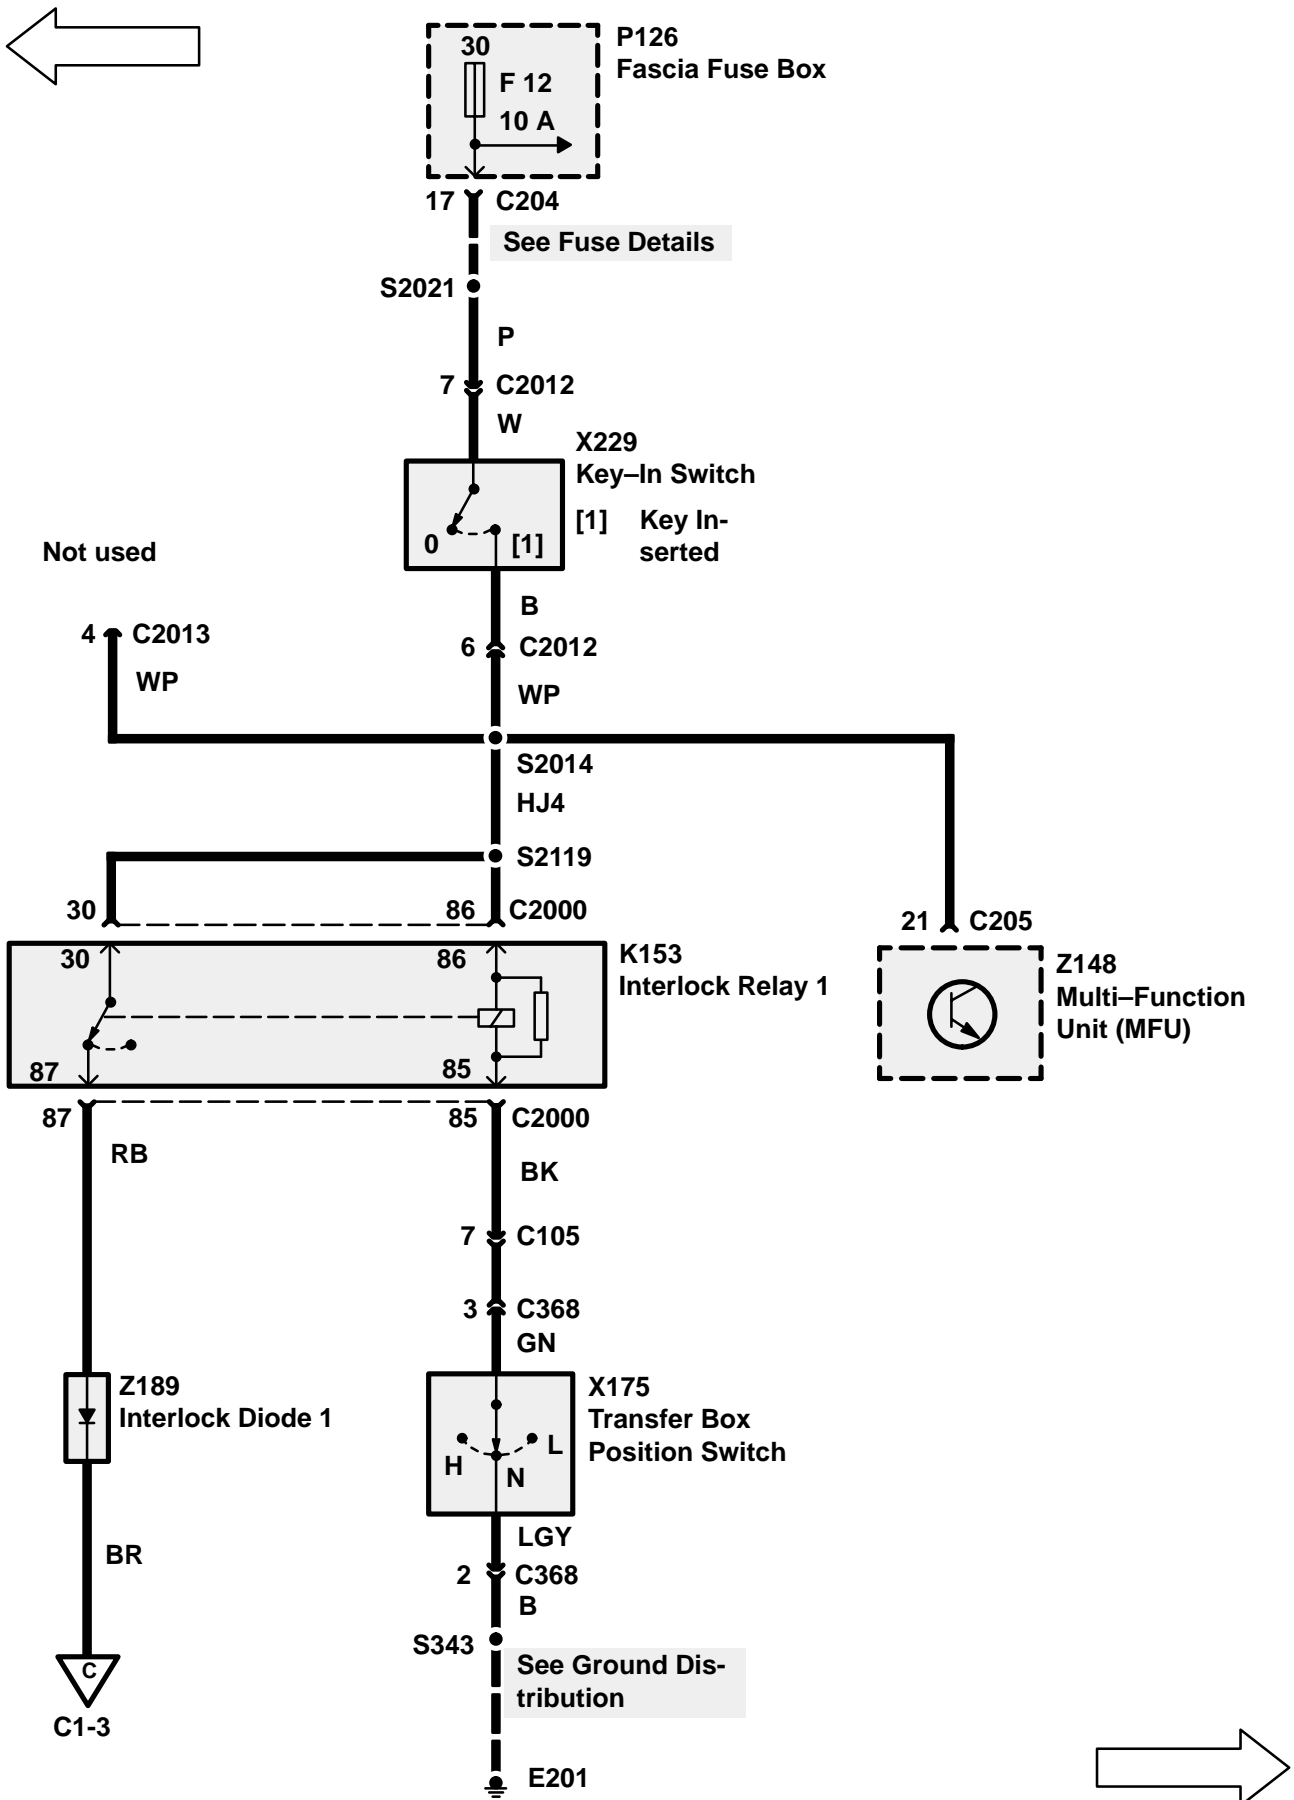 P126
Fascia Fuse Box
30
F 12
10 A
17 C204
See Fuse Details
S2021
P
7 C2012
W
X229
Key–In Switch
[1] Key In-
serted
0 [1]
Not used
B
4 C2013
6 C2012
WP
WP
S2014
HJ4
S2119
30
86 C2000
21 C205
30
86
K153
Interlock Relay 1
Z148
Multi–Function
Unit (MFU)
87
85
87
85 C2000
RB
BK
7 C105
3 C368
GN
Z189
Interlock Diode 1
X175
Transfer Box
Position Switch
H
N
L
LGY
BR
2 C368
B
S343
See Ground Dis-
tribution
C
C1-3
E201